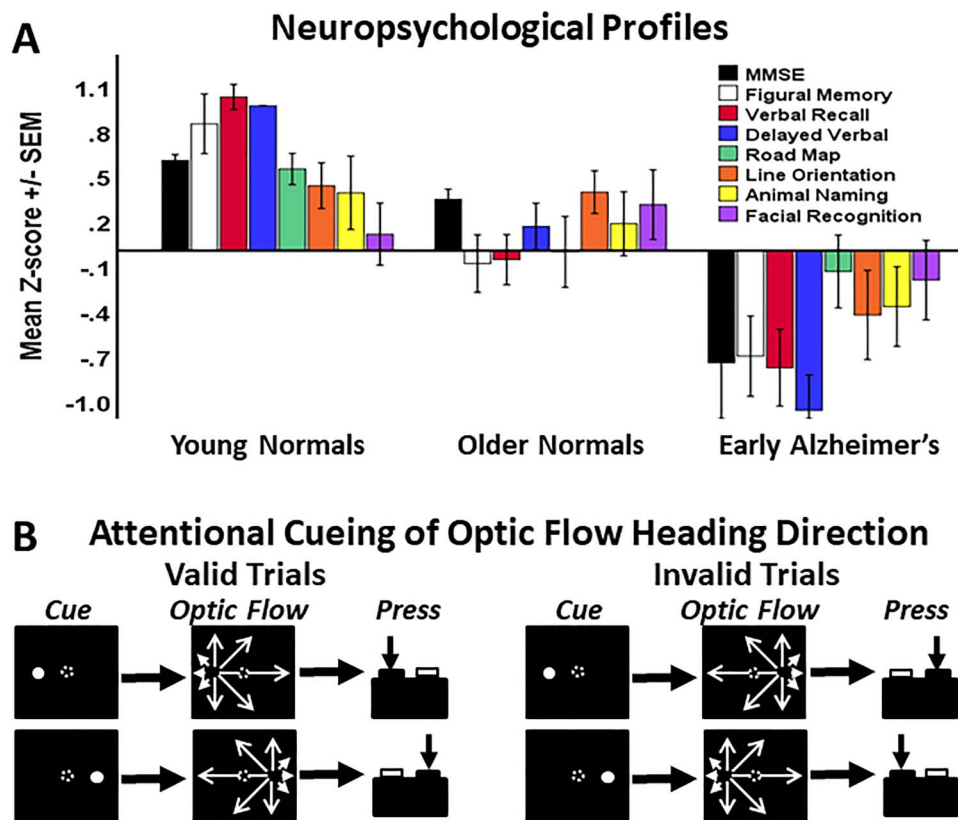 A
Neuropsychological Profiles
Mean Z-score +/- SEM
1.1
.8
.5
.2
-.1
-.4
-.7
-1.0
MMSE
Figural Memory
Verbal Recall
Delayed Verbal
Road Map
Line Orientation
Animal Naming
Facial Recognition
Young Normals
Older Normals
Early Alzheimer's
B
Attentional Cueing of Optic Flow Heading Direction
Valid Trials
Invalid Trials
Cue
Optic Flow
Press
Cue
Optic Flow
Press